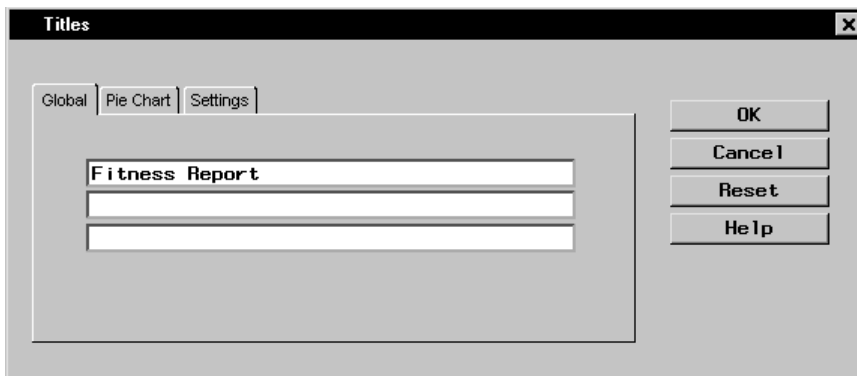 Titles
Global Pie Chart Settings
Fitness Report
OK
Cancel
Reset
Help